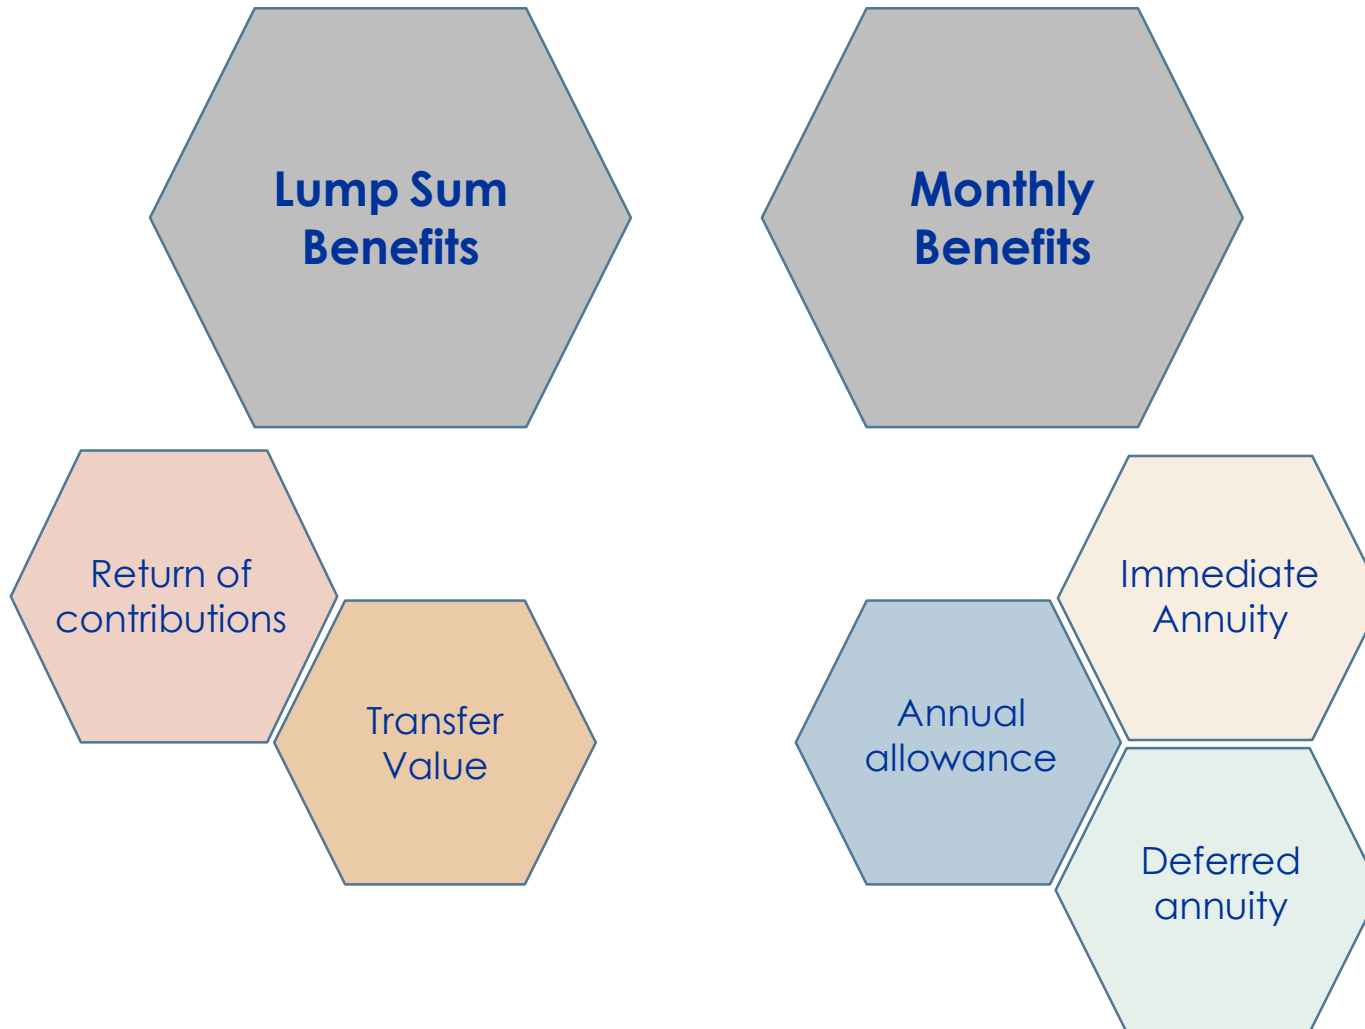 Lump Sum
Benefits
Monthly
Benefits
Return of
contributions
Transfer
Value
Immediate
Annuity
Annual
allowance
Deferred
annuity